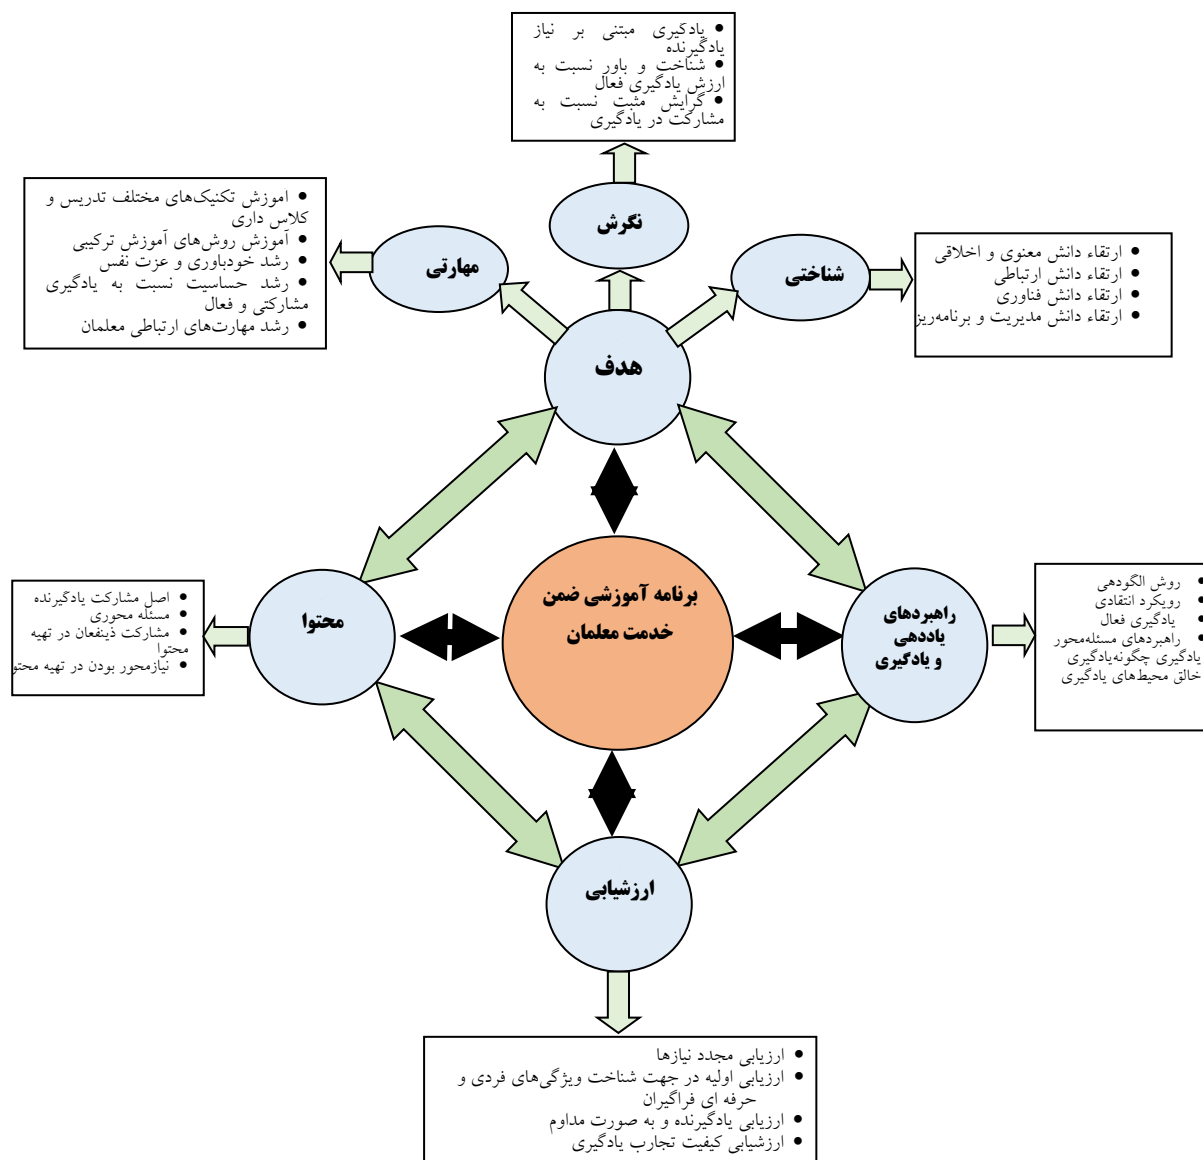 • یادگیری مبتنی بر نیاز
یادگیرنده
• شناخت و باور نسبت به
ارزش یادگیری فعال
• گرایش مثبت نسبت به
مشارکت در یادگیری
نگرش
• اموزش تکنیک‌های مختلف تدریس و
کلاس داری
• آموزش روش‌های آموزش ترکیبی
• رشد خودباوری و عزت نفس
• رشد حساسیت نسبت به یادگیری
مشارکتی و فعال
• رشد مهارت‌های ارتباطی معلمان
مهارتی
شناختی
• ارتقاء دانش معنوی و اخلاقی
• ارتقاء دانش ارتباطی
• ارتقاء دانش فناوری
• ارتقاء دانش مدیریت و برنامه‌ریز
هدف
• روش الگودهی
• رویکرد انتقادی
• یادگیری فعال
• راهبردهای مسئله‌محور
یادگیری چگونه‌یادگیری
خالق محیط‌های یادگیری
راهبردهای
یاددهی
و یادگیری
برنامه آموزشی ضمن
خدمت معلمان
محتوا
• اصل مشارکت یادگیرنده
• مسئله محوری
• مشارکت ذینفعان در تهیه
محتوا
• نیازمحور بودن در تهیه محتو
ارزشیابی
• ارزیابی مجدد نیازها
• ارزیابی اولیه در جهت شناخت ویژگی‌های فردی و
حرفه ای فراگیران
• ارزیابی یادگیرنده و به صورت مداوم
• ارزشیابی کیفیت تجارب یادگیری